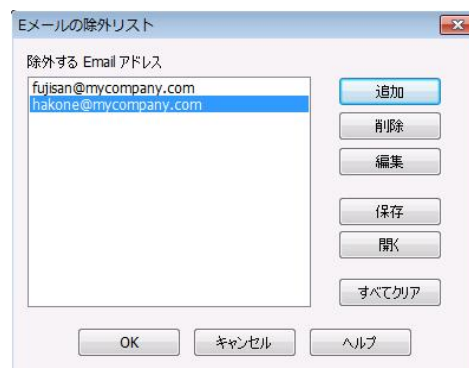 Eメールの除外リスト
除外する Email アドレス
fujisan@mycompany.com
hakone@mycompany.com
追加
削除
編集
保存
開く
すべてクリア
OK
キャンセル
ヘルプ